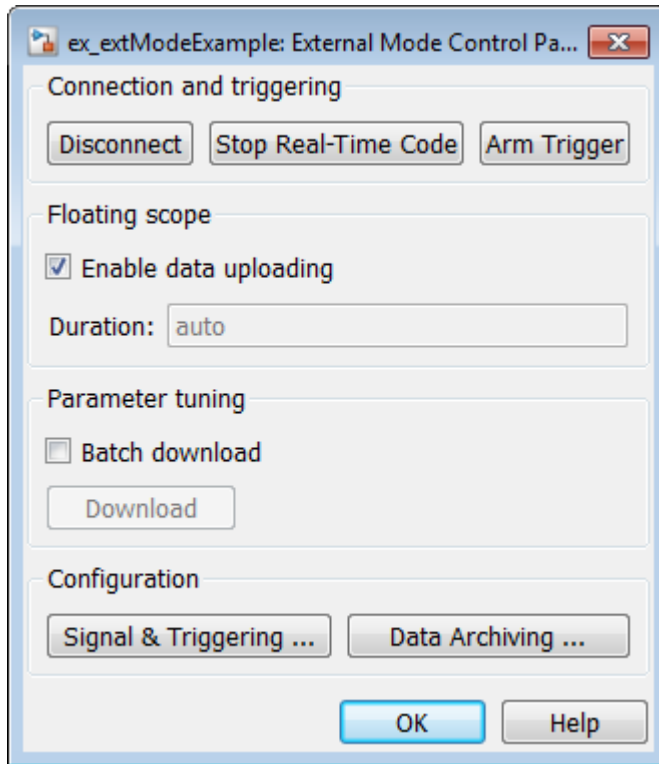 ex_extModeExample: External Mode Control Pa...
Connection and triggering
Disconnect Stop Real-Time Code Arm Trigger
Floating scope
Enable data uploading
Duration: auto
Parameter tuning
Batch download
Download
Configuration
Signal & Triggering ... Data Archiving ...
OK Help